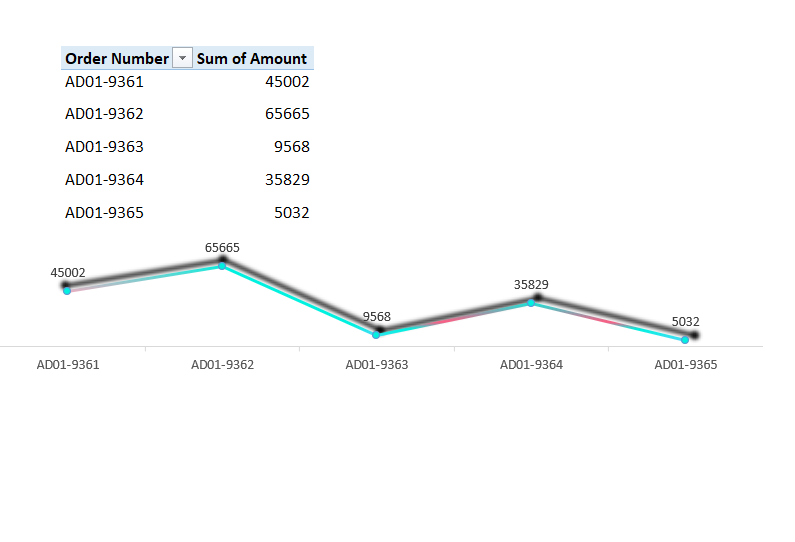 Order Number Sum of Amount
AD01-9361 45002
AD01-9362 65665
AD01-9363 9568
AD01-9364 35829
AD01-9365 5032
65665
45002
35829
9568
5032
AD01-9361 AD01-9362 AD01-9363 AD01-9364 AD01-9365